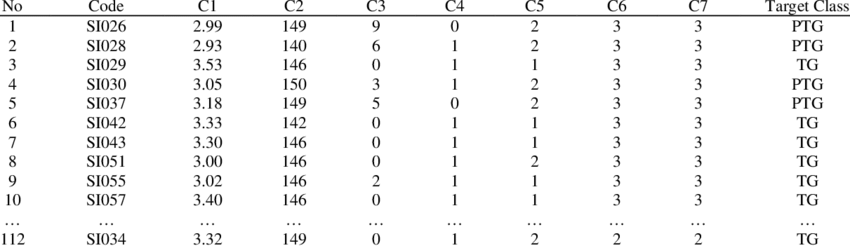 No Code C1 C2 C3 C4 C5 C6 C7 Target Class
1 SI026 2.99 149 9 0 2 3 3 PTG
2 SI028 2.93 140 6 1 2 3 3 PTG
3 SI029 3.53 146 0 1 1 3 3 TG
4 SI030 3.05 150 3 1 2 3 3 PTG
5 SI037 3.18 149 5 0 2 3 3 PTG
6 SI042 3.33 142 0 1 1 3 3 TG
7 SI043 3.30 146 0 1 1 3 3 TG
8 SI051 3.00 146 0 1 2 3 3 TG
9 SI055 3.02 146 2 1 1 3 3 TG
10 SI057 3.40 146 0 1 1 3 3 TG
… … … … … … … … … …
112 SI034 3.32 149 0 1 2 2 2 TG